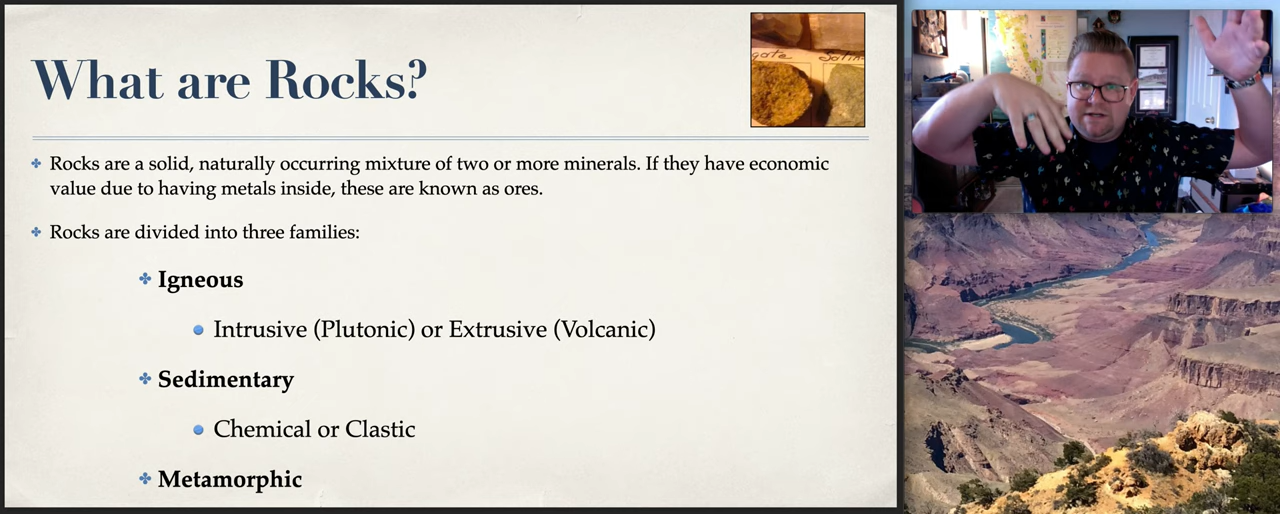 What are Rocks?
Rocks are a solid, naturally occurring mixture of two or more minerals. If they have economic
value due to having metals inside, these are known as ores.
Rocks are divided into three families:
Igneous
Intrusive (Plutonic) or Extrusive (Volcanic)
Sedimentary
Chemical or Clastic
Metamorphic